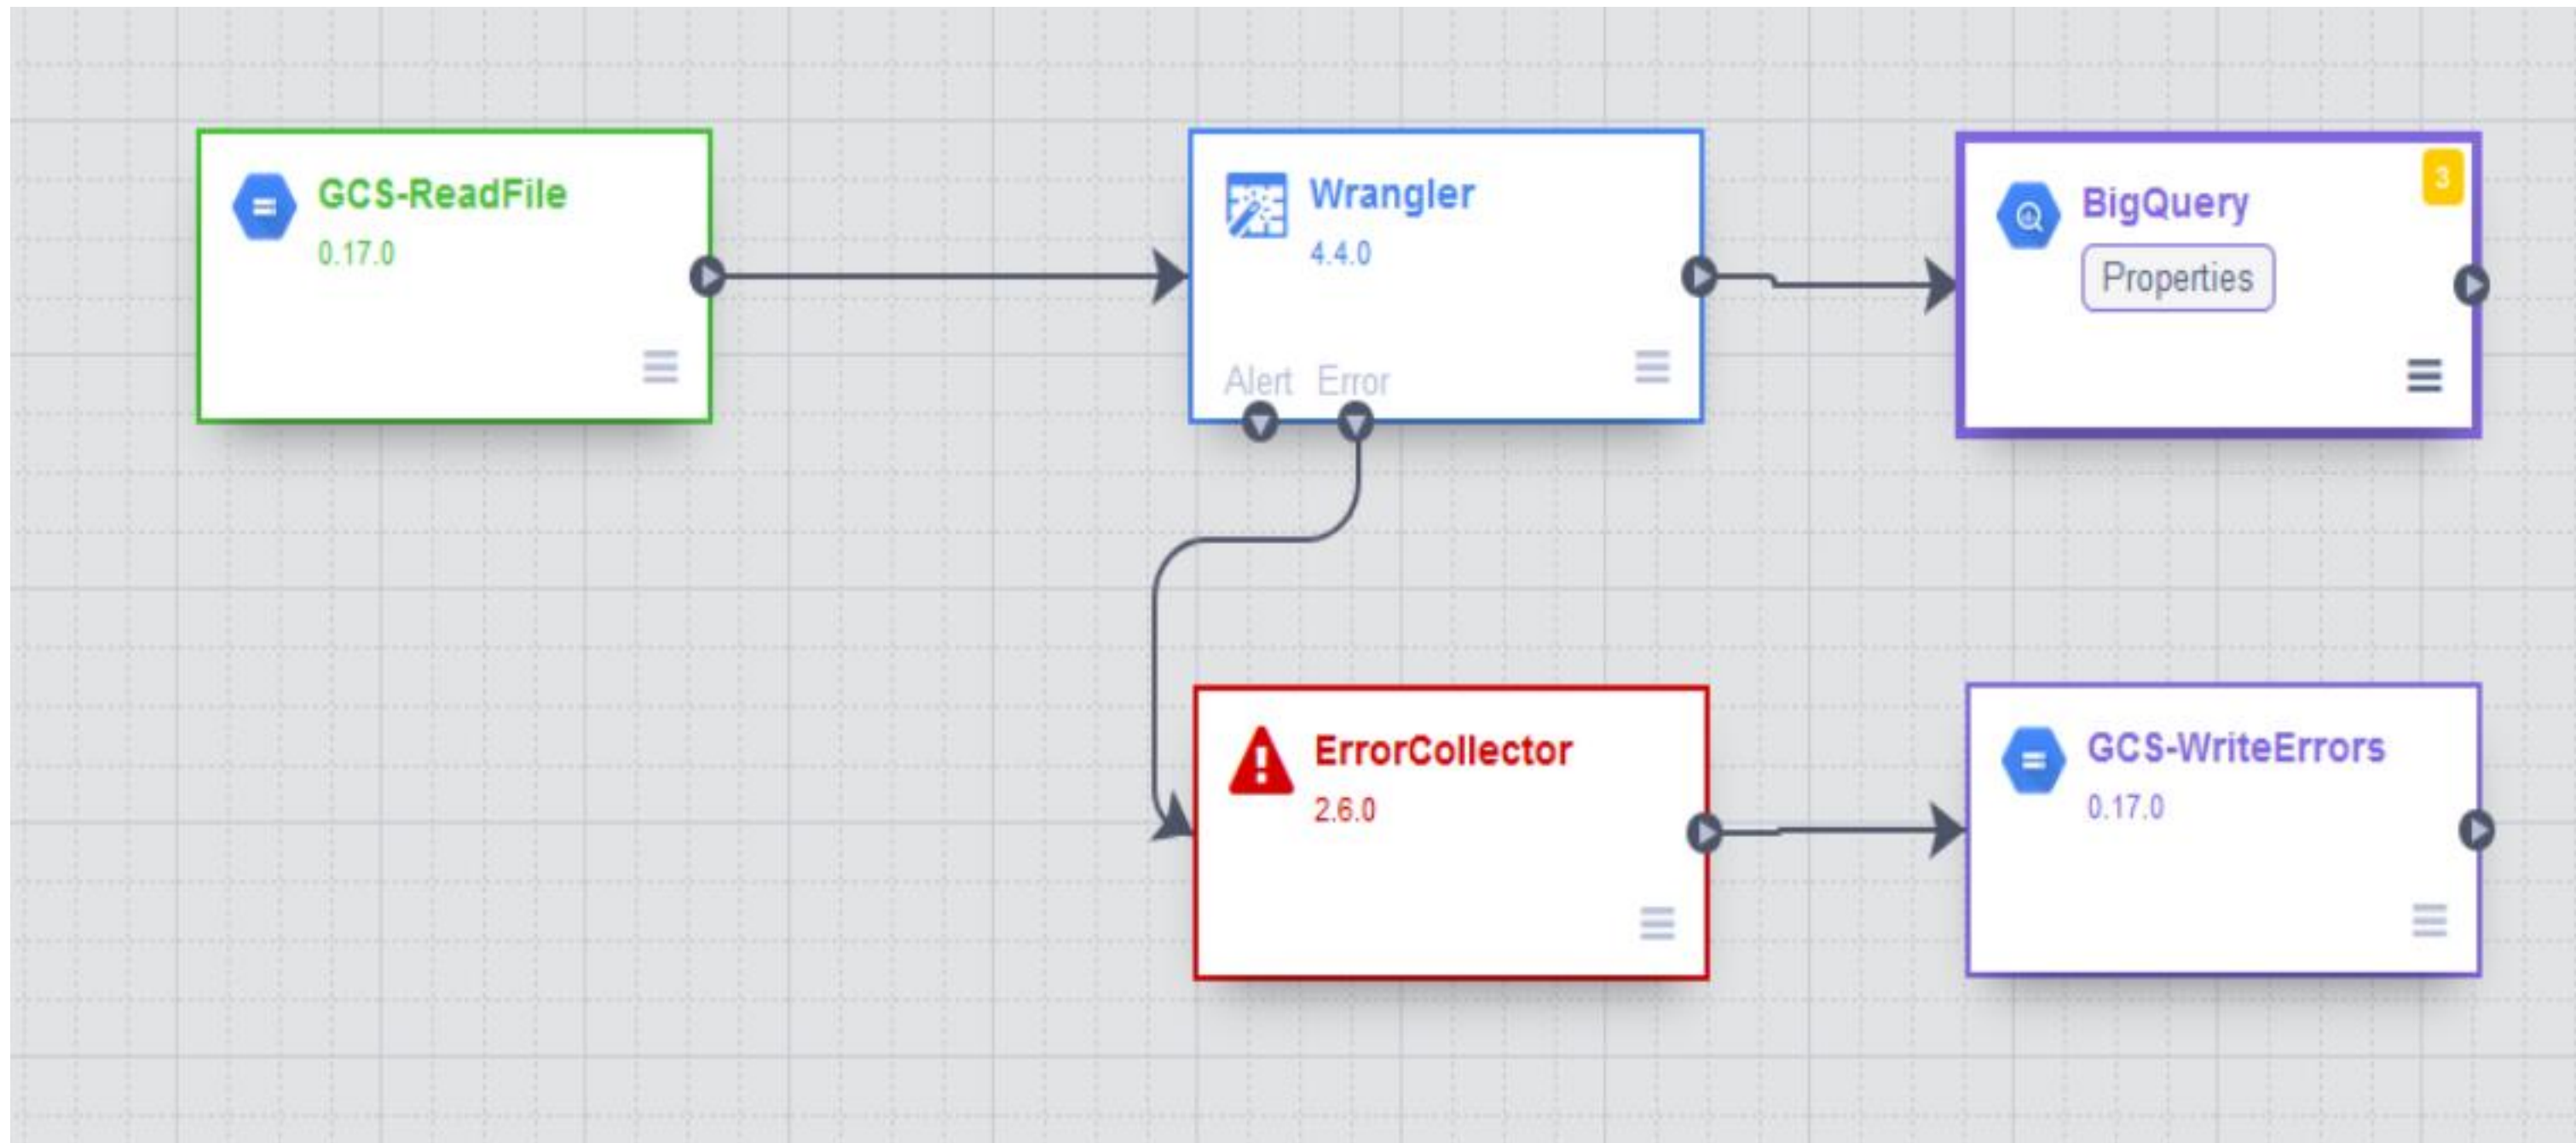 GCS-ReadFile
0.17.0
Wrangler
4.4.0
Alert Error
BigQuery
3
Properties
ErrorCollector
2.6.0
GCS-WriteErrors
0.17.0